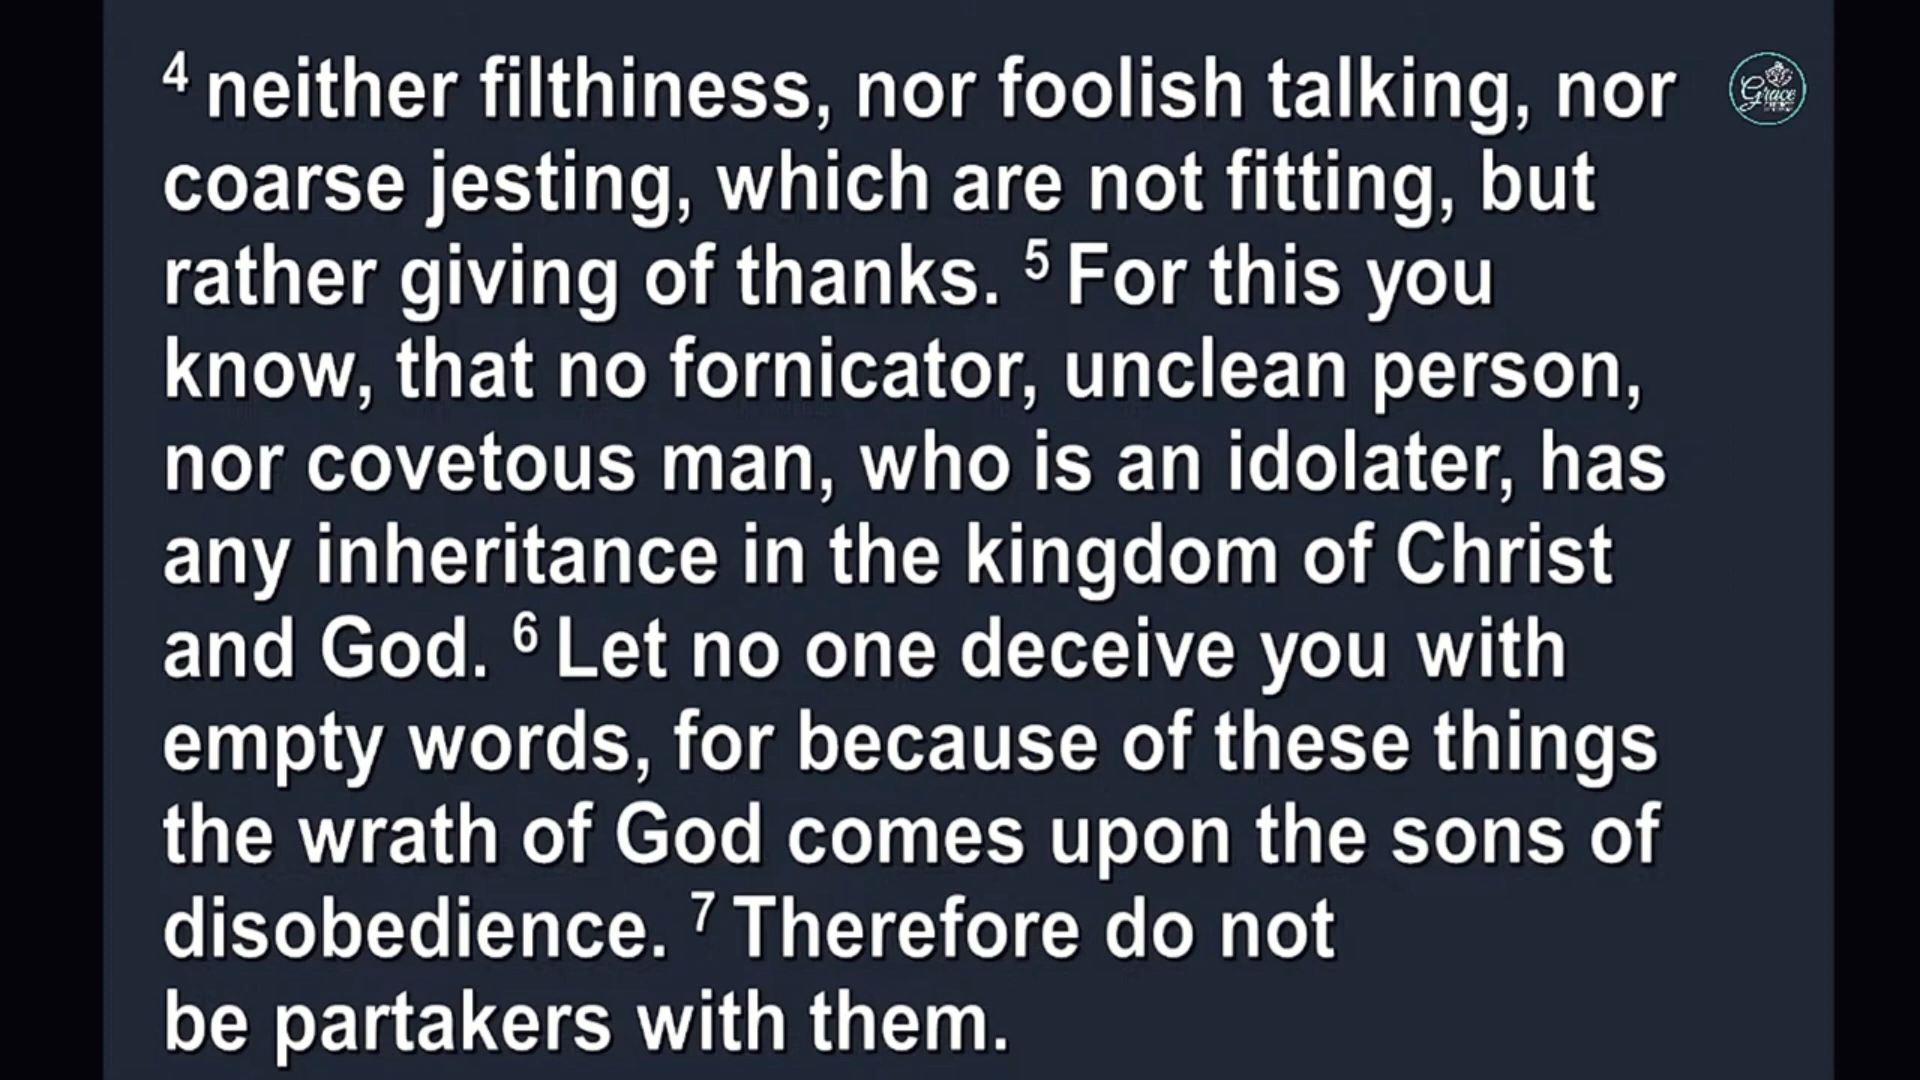 4 neither filthiness, nor foolish talking, nor
coarse jesting, which are not fitting, but
rather giving of thanks. 5 For this you
know, that no fornicator, unclean person,
nor covetous man, who is an idolater, has
any inheritance in the kingdom of Christ
and God. 6 Let no one deceive you with
empty words, for because of these things
the wrath of God comes upon the sons of
disobedience. 7 Therefore do not
be partakers with them.
Grace